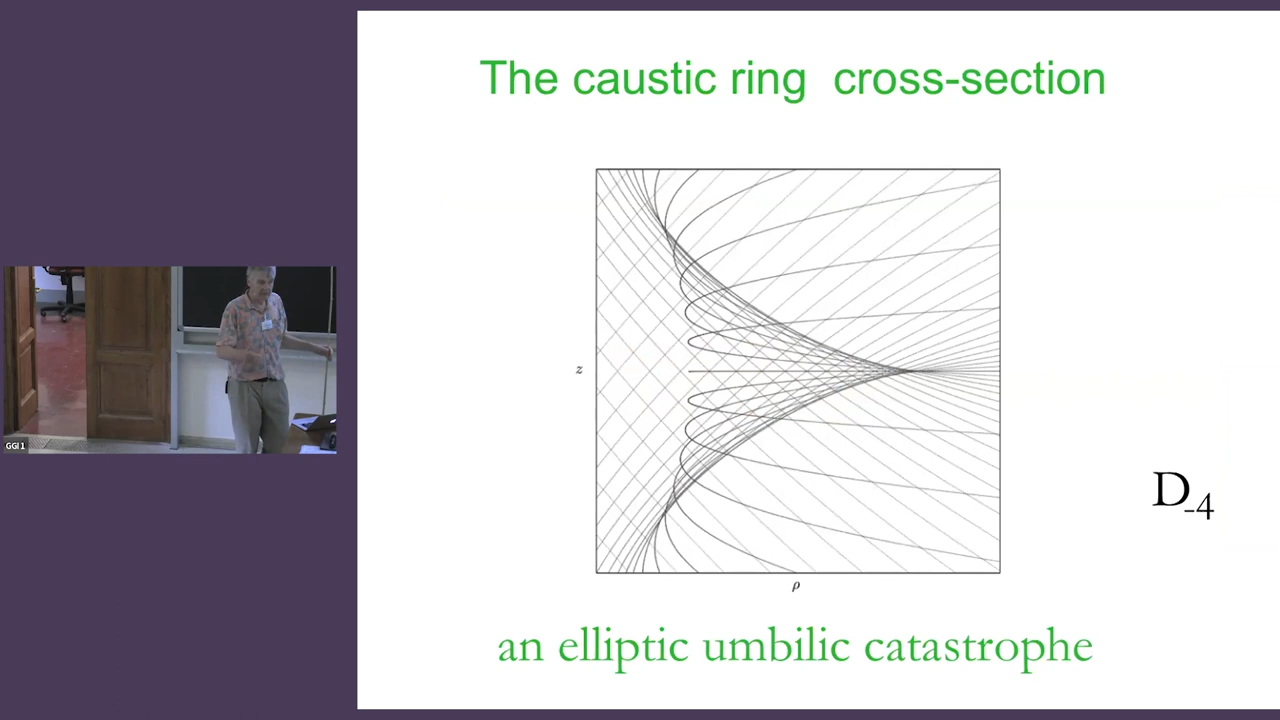 The caustic ring cross-section
z
ρ
D-4
an elliptic umbilic catastrophe
GGI 1